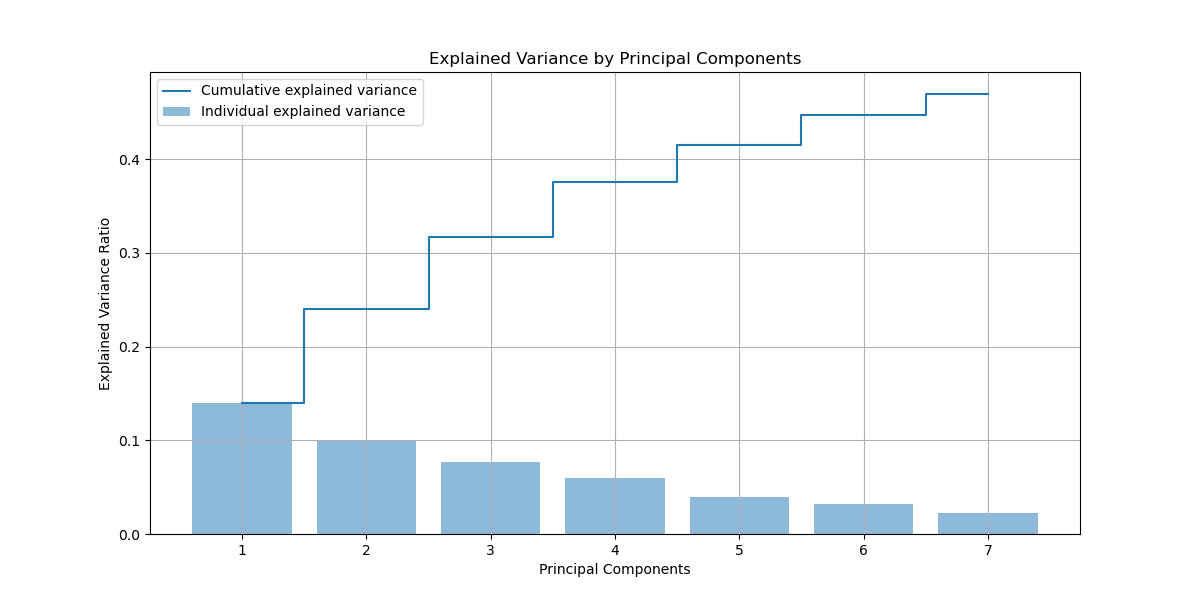 Explained Variance by Principal Components
Cumulative explained variance
Individual explained variance
Explained Variance Ratio
0.4
0.3
0.2
0.1
0.0
1 2 3 4 5 6 7
Principal Components